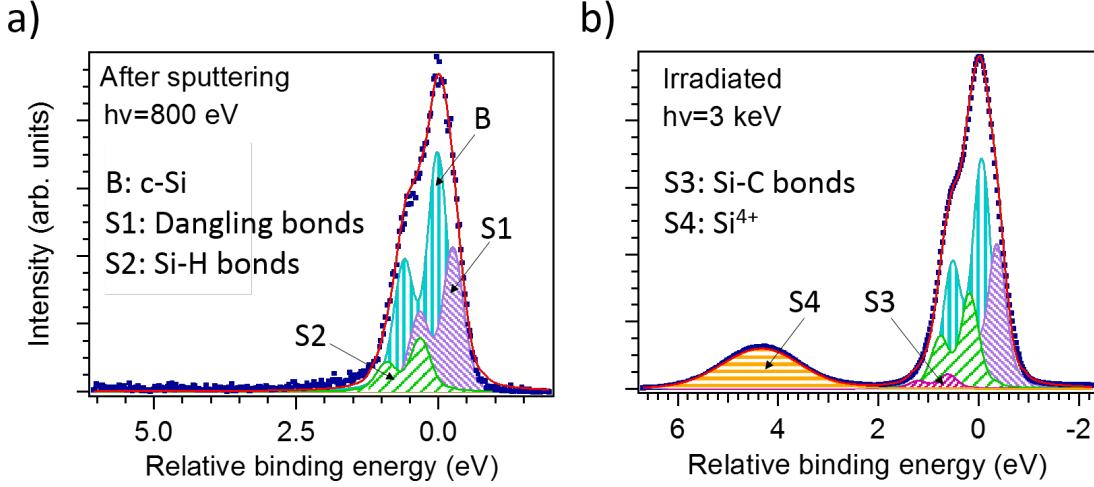 a)
After sputtering
hv=800 eV
B: c-Si
S1: Dangling bonds
S2: Si-H bonds
B
S1
S2
Intensity (arb. units)
5.0 2.5 0.0
Relative binding energy (eV)
b)
Irradiated
hv=3 keV
S3: Si-C bonds
S4: Si4+
S4
S3
6 4 2 0 -2
Relative binding energy (eV)